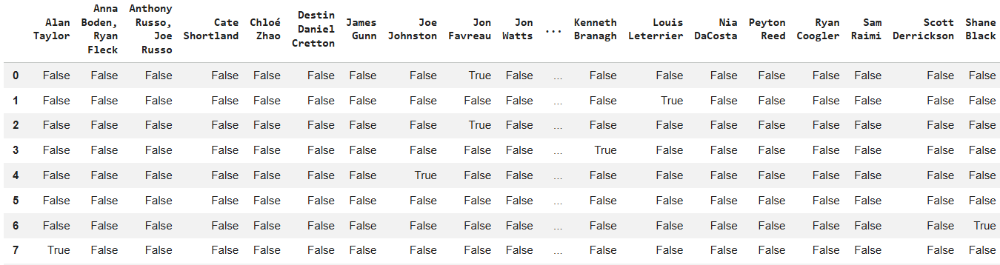 Alan Taylor Anna Boden, Ryan Fleck Anthony Russo, Joe Russo Cate Shortland Chloé Zhao Destin Daniel Cretton James Gunn Joe Johnston Jon Favreau Jon Watts ... Kenneth Branagh Louis Leterrier Nia DaCosta Peyton Reed Ryan Coogler Sam Raimi Scott Derrickson Shane Black
0 False False False False False False False False True False ... False False False False False False False False
1 False False False False False False False False False False ... False True False False False False False False
2 False False False False False False False False True False ... False False False False False False False False
3 False False False False False False False False False False ... True False False False False False False False
4 False False False False False False False True False False ... False False False False False False False False
5 False False False False False False False False False False ... False False False False False False False False
6 False False False False False False False False False False ... False False False False False False False True
7 True False False False False False False False False False ... False False False False False False False False